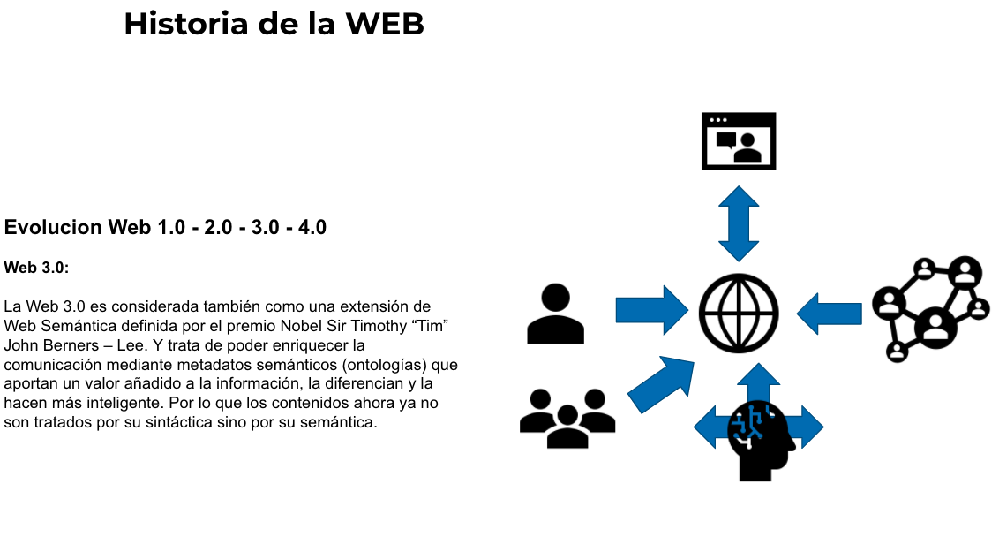 Historia de la WEB
Evolucion Web 1.0 - 2.0 - 3.0 - 4.0
Web 3.0:
La Web 3.0 es considerada también como una extensión de
Web Semántica definida por el premio Nobel Sir Timothy “Tim”
John Berners – Lee. Y trata de poder enriquecer la
comunicación mediante metadatos semánticos (ontologías) que
aportan un valor añadido a la información, la diferencian y la
hacen más inteligente. Por lo que los contenidos ahora ya no
son tratados por su sintáctica sino por su semántica.